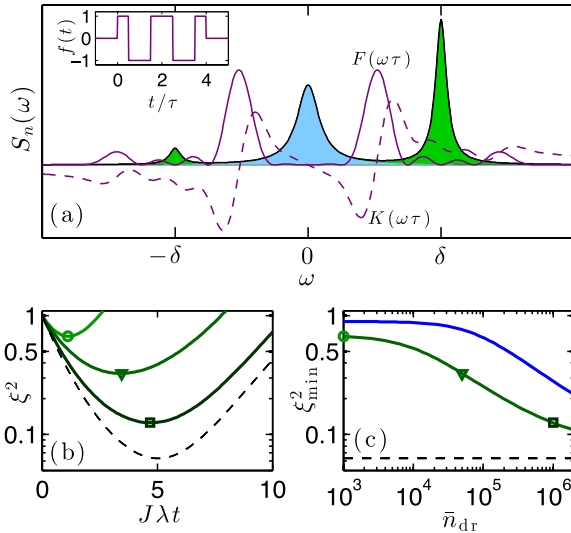 1
0
−1
f(t)
0 2 4
t/τ
F(ωτ)
K(ωτ)
S_n(ω)
(a)
−δ 0 δ
ω
1
0.5
0.1
ξ²
(b)
0 5 10
Jλt
1
0.5
0.1
ξ²_min
(c)
10³ 10⁴ 10⁵ 10⁶
n̄_dr